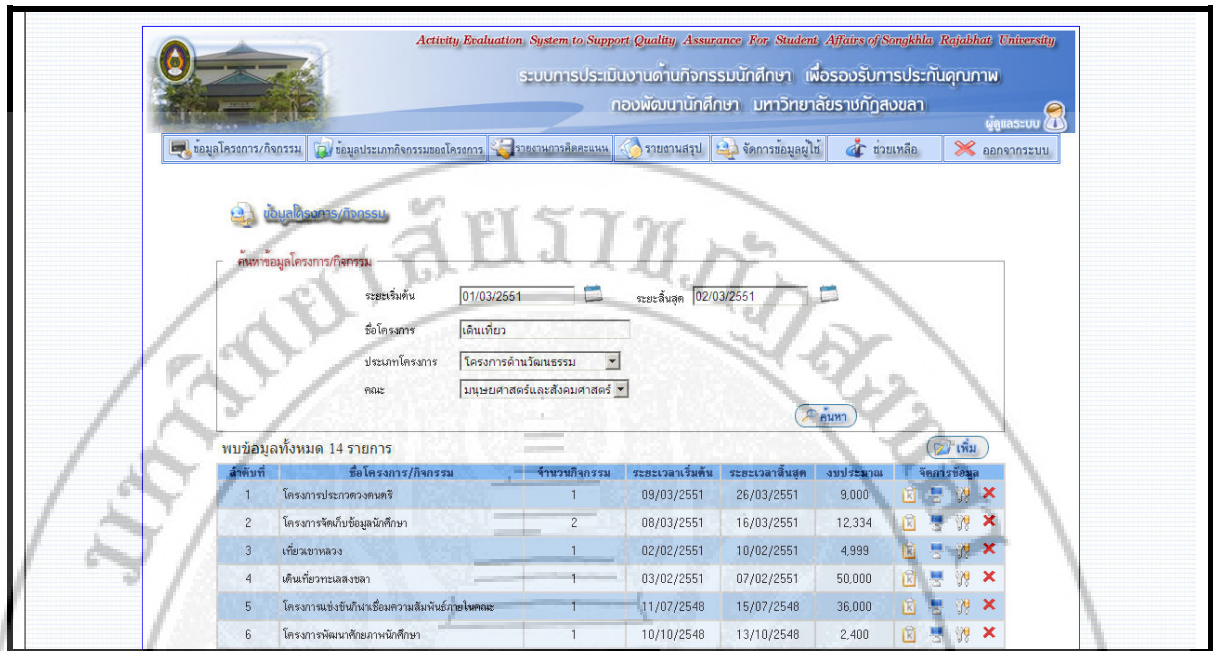 Activity Evaluation System to Support Quality Assurance For Student Affairs of Songkhla Rajabhat University
ระบบการประเมินงานด้านกิจกรรมนักศึกษา เพื่อรองรับการประกันคุณภาพ
กองพัฒนานักศึกษา มหาวิทยาลัยราชภัฏสงขลา
ผู้ดูแลระบบ
ข้อมูลโครงการ/กิจกรรม ข้อมูลประเภทกิจกรรมของโครงการ รายงานการคิดคะแนน รายงานสรุป จัดการข้อมูลผู้ใช้ ช่วยเหลือ ออกจากระบบ
ข้อมูลโครงการ/กิจกรรม
ค้นหาข้อมูลโครงการ/กิจกรรม
ระยะเริ่มต้น 01/03/2551 ระยะสิ้นสุด 02/03/2551
ชื่อโครงการ เดินเที่ยว
ประเภทโครงการ โครงการด้านวัฒนธรรม
คณะ มนุษยศาสตร์และสังคมศาสตร์
ค้นหา
พบข้อมูลทั้งหมด 14 รายการ เพิ่ม
ลำดับที่ ชื่อโครงการ/กิจกรรม จำนวนกิจกรรม ระยะเวลาเริ่มต้น ระยะเวลาสิ้นสุด งบประมาณ จัดการข้อมูล
1 โครงการประกวดวงดนตรี 1 09/03/2551 26/03/2551 9,000
2 โครงการจัดเก็บข้อมูลนักศึกษา 2 08/03/2551 16/03/2551 12,334
3 เที่ยวเขาหลวง 1 02/02/2551 10/02/2551 4,999
4 เดินเที่ยวทะเลสงขลา 1 03/02/2551 07/02/2551 50,000
5 โครงการแข่งขันกีฬาเชื่อมความสัมพันธ์ภายในคณะ 1 11/07/2548 15/07/2548 36,000
6 โครงการพัฒนาศักยภาพนักศึกษา 1 10/10/2548 13/10/2548 2,400
มหาวิทยาลัยราชภัฏสงขลา